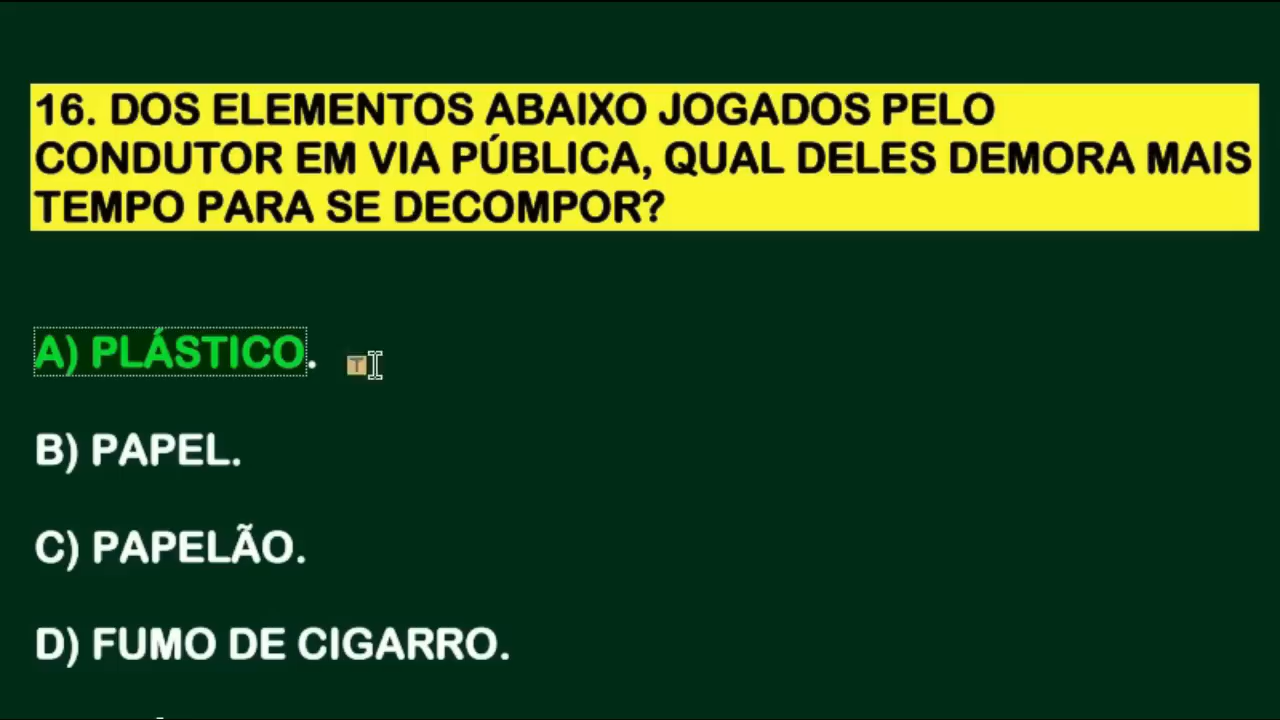 16. DOS ELEMENTOS ABAIXO JOGADOS PELO
CONDUTOR EM VIA PÚBLICA, QUAL DELES DEMORA MAIS
TEMPO PARA SE DECOMPOR?
A) PLÁSTICO.
B) PAPEL.
C) PAPELÃO.
D) FUMO DE CIGARRO.